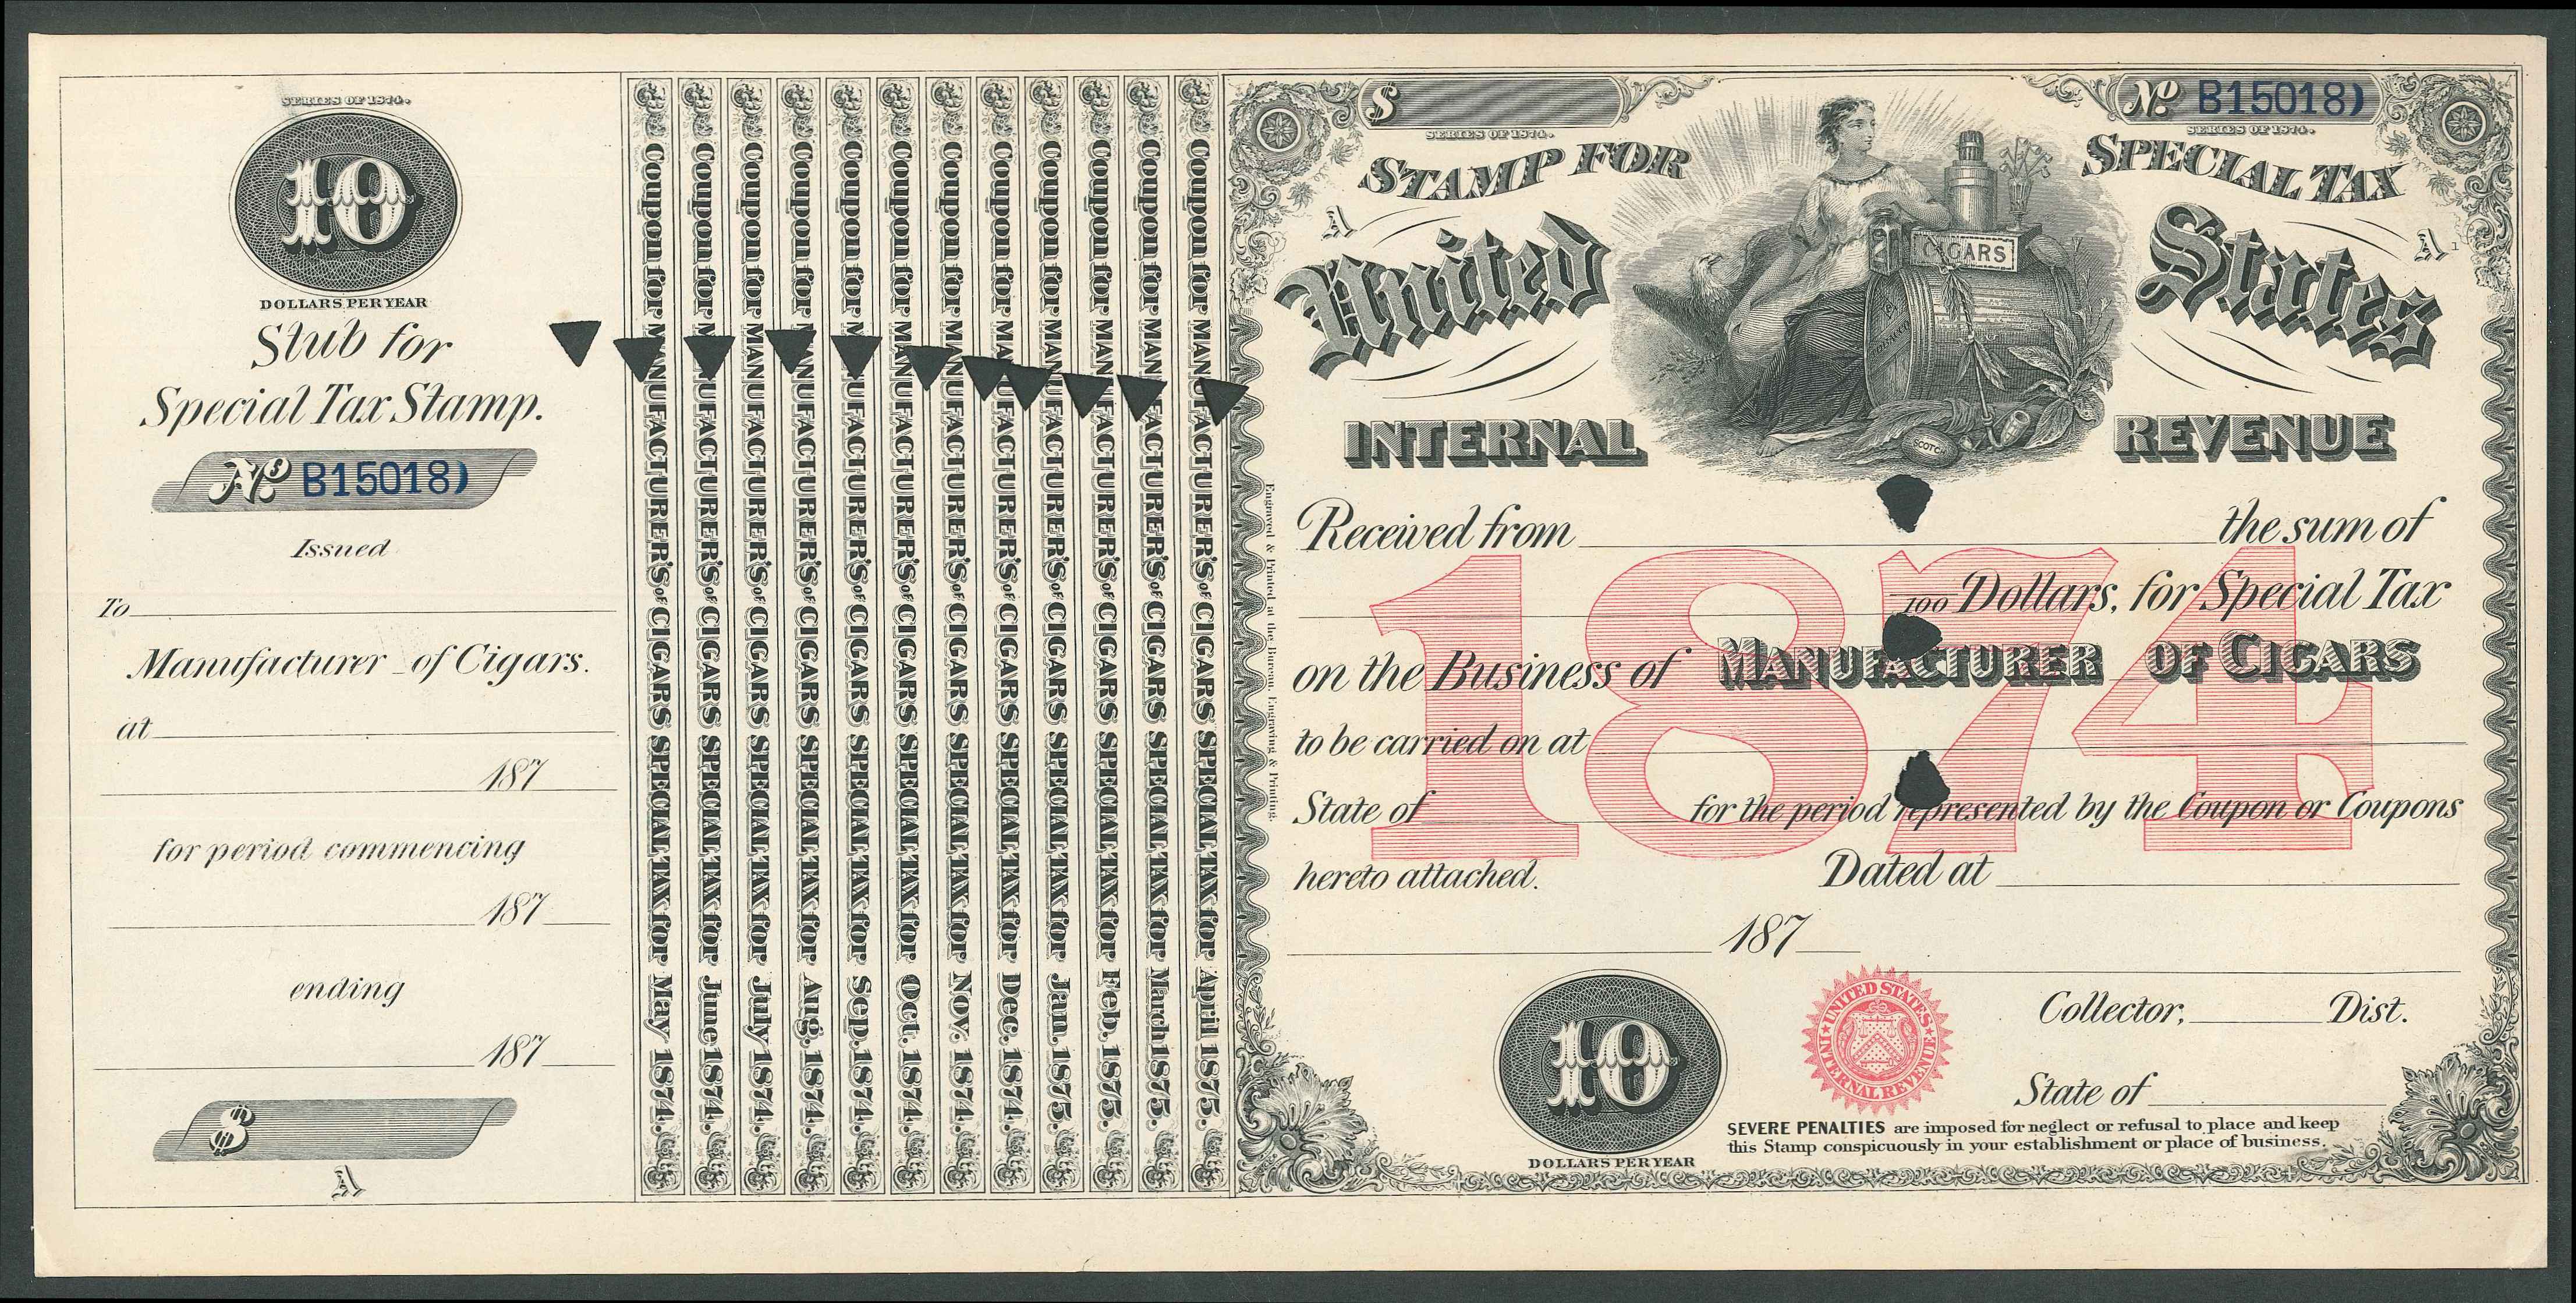 SERIES OF 1874.
10
DOLLARS PER YEAR
Stub for
Special Tax Stamp.
No. B15018)
Issued
To
Manufacturer of Cigars.
at
187
for period commencing
187
ending
187
$
A
Coupon for MANUFACTURER'S of CIGARS SPECIAL TAX for May 1874.
Coupon for MANUFACTURER'S of CIGARS SPECIAL TAX for June 1874.
Coupon for MANUFACTURER'S of CIGARS SPECIAL TAX for July 1874.
Coupon for MANUFACTURER'S of CIGARS SPECIAL TAX for Aug. 1874.
Coupon for MANUFACTURER'S of CIGARS SPECIAL TAX for Sep. 1874.
Coupon for MANUFACTURER'S of CIGARS SPECIAL TAX for Oct. 1874.
Coupon for MANUFACTURER'S of CIGARS SPECIAL TAX for Nov. 1874.
Coupon for MANUFACTURER'S of CIGARS SPECIAL TAX for Dec. 1874.
Coupon for MANUFACTURER'S of CIGARS SPECIAL TAX for Jan. 1875.
Coupon for MANUFACTURER'S of CIGARS SPECIAL TAX for Feb. 1875.
Coupon for MANUFACTURER'S of CIGARS SPECIAL TAX for March 1875.
Coupon for MANUFACTURER'S of CIGARS SPECIAL TAX for April 1875.
Engraved & Printed at the Bureau, Engraving & Printing.
$
SERIES OF 1874.
No. B15018)
SERIES OF 1874.
STAMP FOR SPECIAL TAX
A
A 1
United States
CIGARS
TOBACCO
SCOTCH
INTERNAL REVENUE
Received from the sum of
100 Dollars, for Special Tax
on the Business of MANUFACTURER OF CIGARS
1874
to be carried on at
State of for the period represented by the Coupon or Coupons
hereto attached. Dated at
187
10
DOLLARS PER YEAR
UNITED STATES INTERNAL REVENUE
Collector, Dist.
State of
SEVERE PENALTIES are imposed for neglect or refusal to place and keep
this Stamp conspicuously in your establishment or place of business.